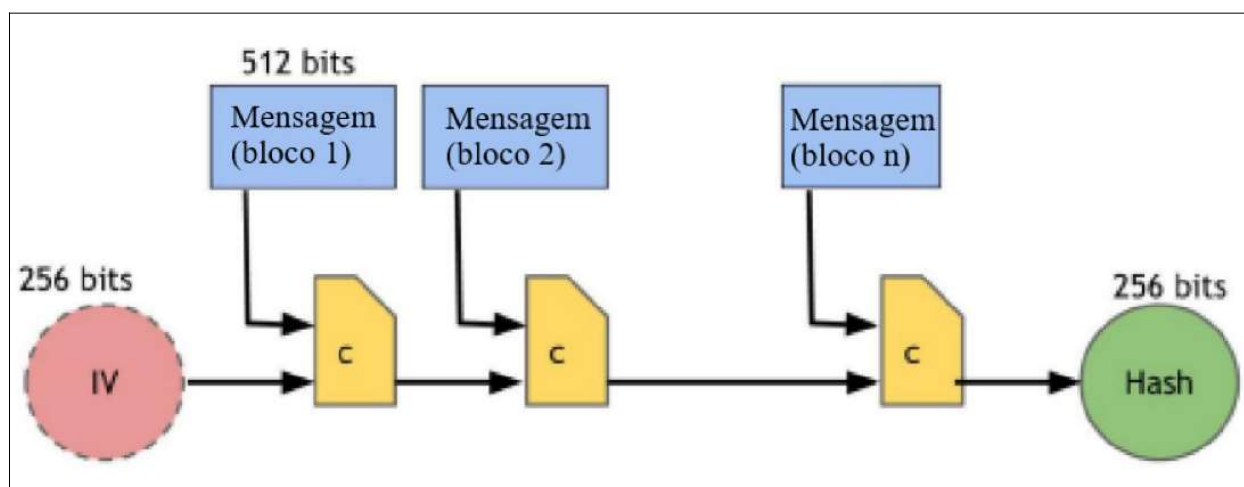 512 bits
Mensagem
(bloco 1)
Mensagem
(bloco 2)
Mensagem
(bloco n)
256 bits
IV
C
C
C
256 bits
Hash